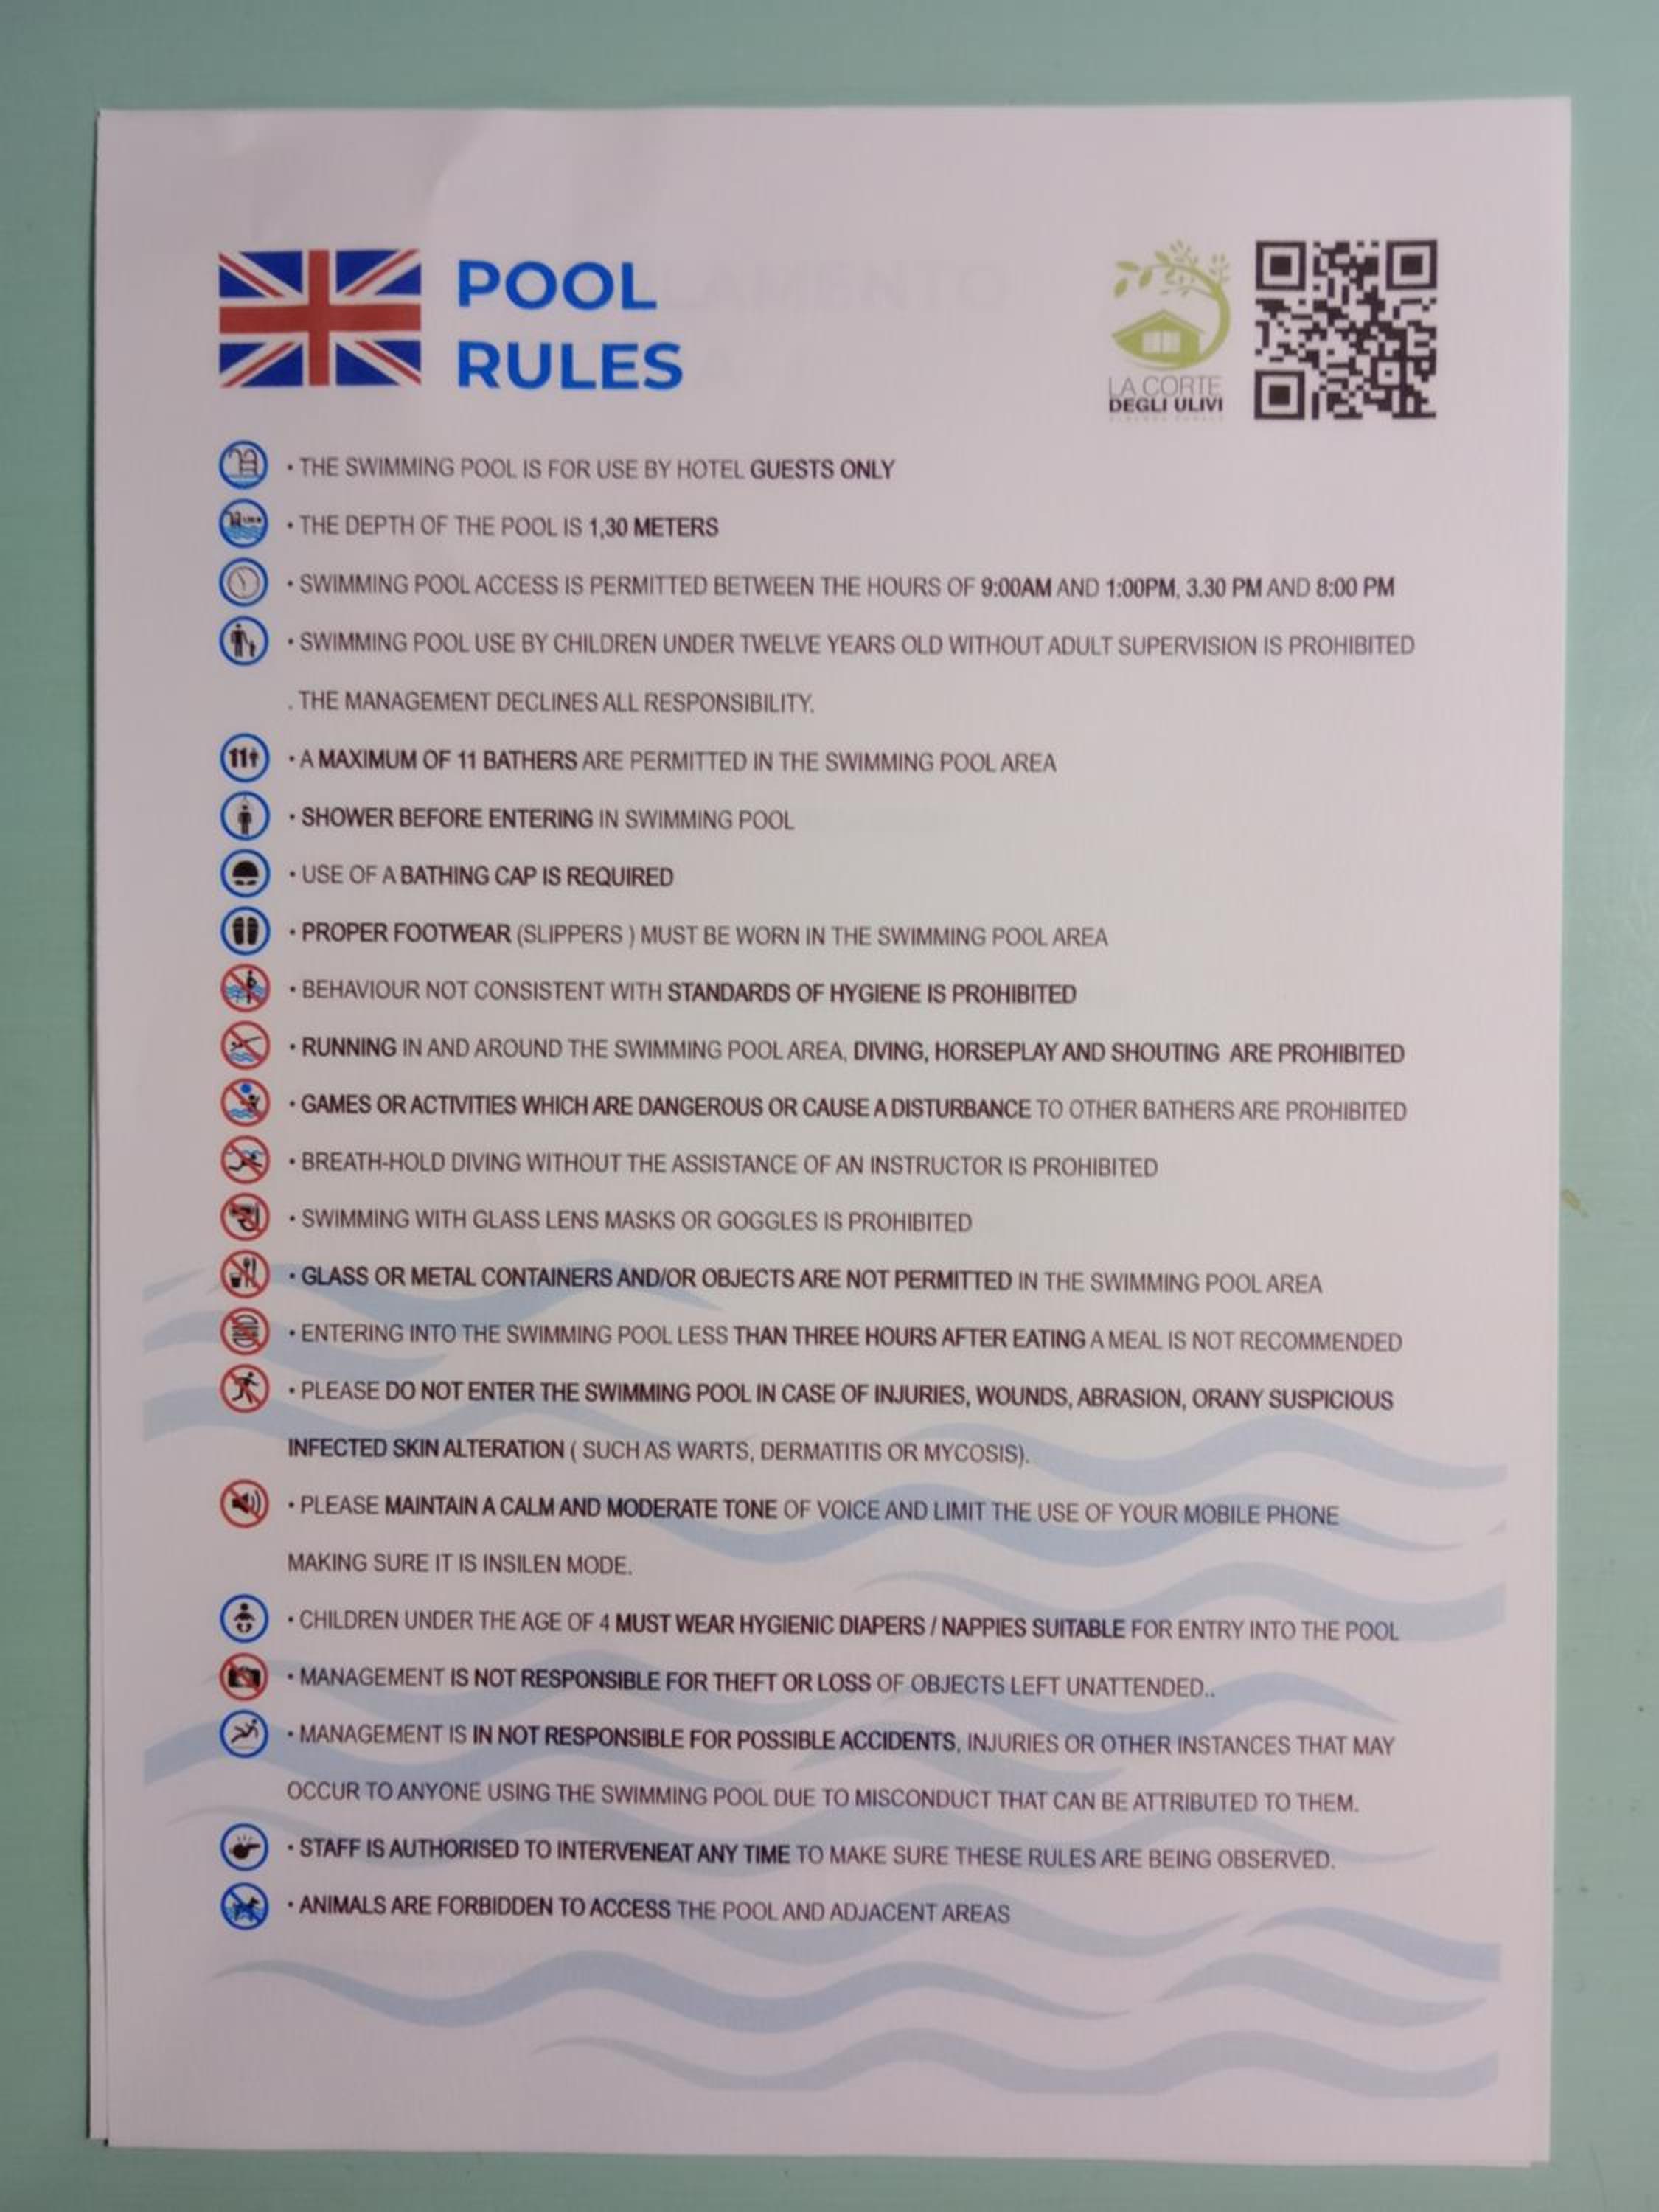 POOL
RULES
LA CORTE
DEGLI ULIVI
• THE SWIMMING POOL IS FOR USE BY HOTEL GUESTS ONLY
• THE DEPTH OF THE POOL IS 1,30 METERS
• SWIMMING POOL ACCESS IS PERMITTED BETWEEN THE HOURS OF 9:00AM AND 1:00PM, 3.30 PM AND 8:00 PM
• SWIMMING POOL USE BY CHILDREN UNDER TWELVE YEARS OLD WITHOUT ADULT SUPERVISION IS PROHIBITED
. THE MANAGEMENT DECLINES ALL RESPONSIBILITY.
11 • A MAXIMUM OF 11 BATHERS ARE PERMITTED IN THE SWIMMING POOL AREA
• SHOWER BEFORE ENTERING IN SWIMMING POOL
• USE OF A BATHING CAP IS REQUIRED
• PROPER FOOTWEAR (SLIPPERS ) MUST BE WORN IN THE SWIMMING POOL AREA
• BEHAVIOUR NOT CONSISTENT WITH STANDARDS OF HYGIENE IS PROHIBITED
• RUNNING IN AND AROUND THE SWIMMING POOL AREA, DIVING, HORSEPLAY AND SHOUTING ARE PROHIBITED
• GAMES OR ACTIVITIES WHICH ARE DANGEROUS OR CAUSE A DISTURBANCE TO OTHER BATHERS ARE PROHIBITED
• BREATH-HOLD DIVING WITHOUT THE ASSISTANCE OF AN INSTRUCTOR IS PROHIBITED
• SWIMMING WITH GLASS LENS MASKS OR GOGGLES IS PROHIBITED
• GLASS OR METAL CONTAINERS AND/OR OBJECTS ARE NOT PERMITTED IN THE SWIMMING POOL AREA
• ENTERING INTO THE SWIMMING POOL LESS THAN THREE HOURS AFTER EATING A MEAL IS NOT RECOMMENDED
• PLEASE DO NOT ENTER THE SWIMMING POOL IN CASE OF INJURIES, WOUNDS, ABRASION, ORANY SUSPICIOUS
INFECTED SKIN ALTERATION ( SUCH AS WARTS, DERMATITIS OR MYCOSIS).
• PLEASE MAINTAIN A CALM AND MODERATE TONE OF VOICE AND LIMIT THE USE OF YOUR MOBILE PHONE
MAKING SURE IT IS INSILEN MODE.
• CHILDREN UNDER THE AGE OF 4 MUST WEAR HYGIENIC DIAPERS / NAPPIES SUITABLE FOR ENTRY INTO THE POOL
• MANAGEMENT IS NOT RESPONSIBLE FOR THEFT OR LOSS OF OBJECTS LEFT UNATTENDED..
• MANAGEMENT IS IN NOT RESPONSIBLE FOR POSSIBLE ACCIDENTS, INJURIES OR OTHER INSTANCES THAT MAY
OCCUR TO ANYONE USING THE SWIMMING POOL DUE TO MISCONDUCT THAT CAN BE ATTRIBUTED TO THEM.
• STAFF IS AUTHORISED TO INTERVENEAT ANY TIME TO MAKE SURE THESE RULES ARE BEING OBSERVED.
• ANIMALS ARE FORBIDDEN TO ACCESS THE POOL AND ADJACENT AREAS